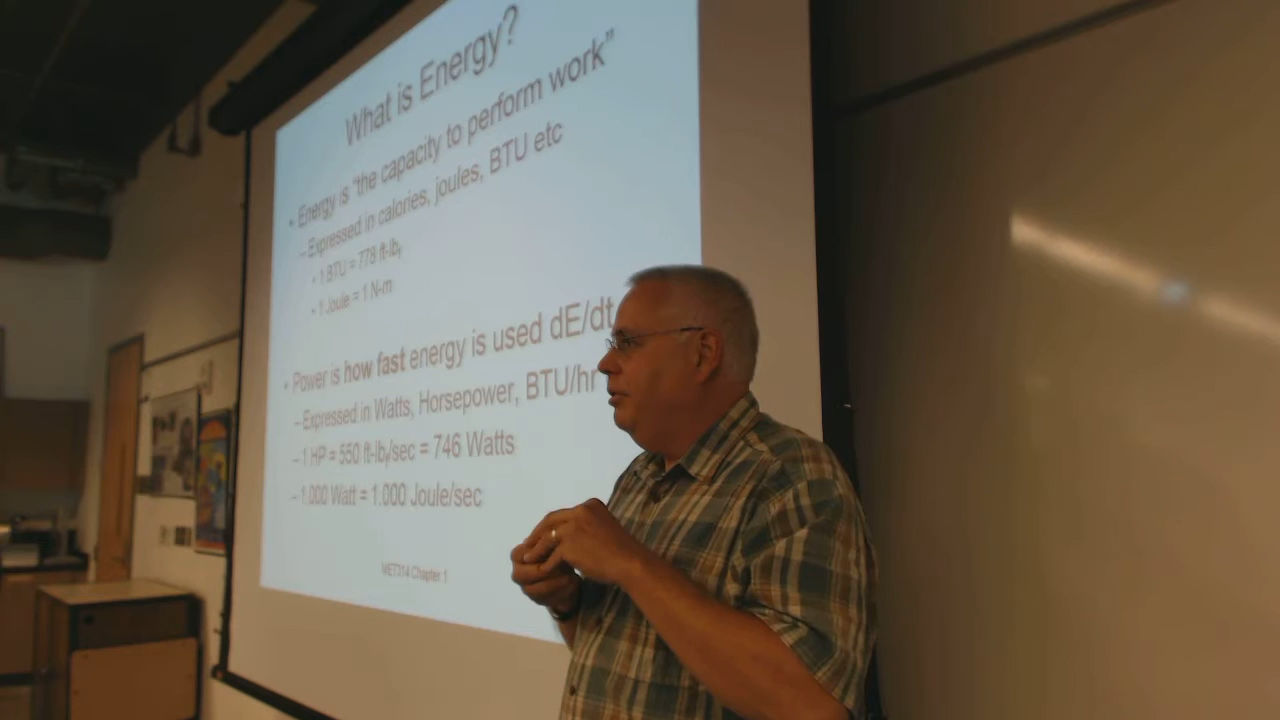 What is Energy?
• Energy is “the capacity to perform work”
– Expressed in calories, joules, BTU etc
• 1 BTU = 778 ft-lbf
• 1 Joule = 1 N-m
• Power is how fast energy is used dE/dt
– Expressed in Watts, Horsepower, BTU/hr
– 1 HP = 550 ft-lbf/sec = 746 Watts
– 1.000 Watt = 1.000 Joule/sec
MET314 Chapter 1